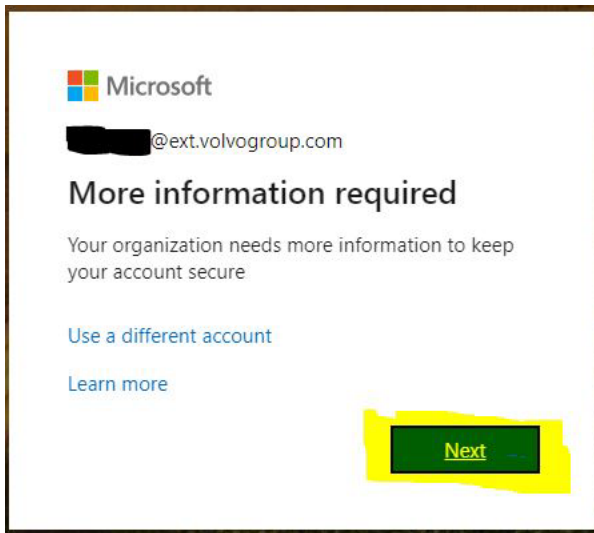 Microsoft
@ext.volvogroup.com
More information required
Your organization needs more information to keep
your account secure
Use a different account
Learn more
Next